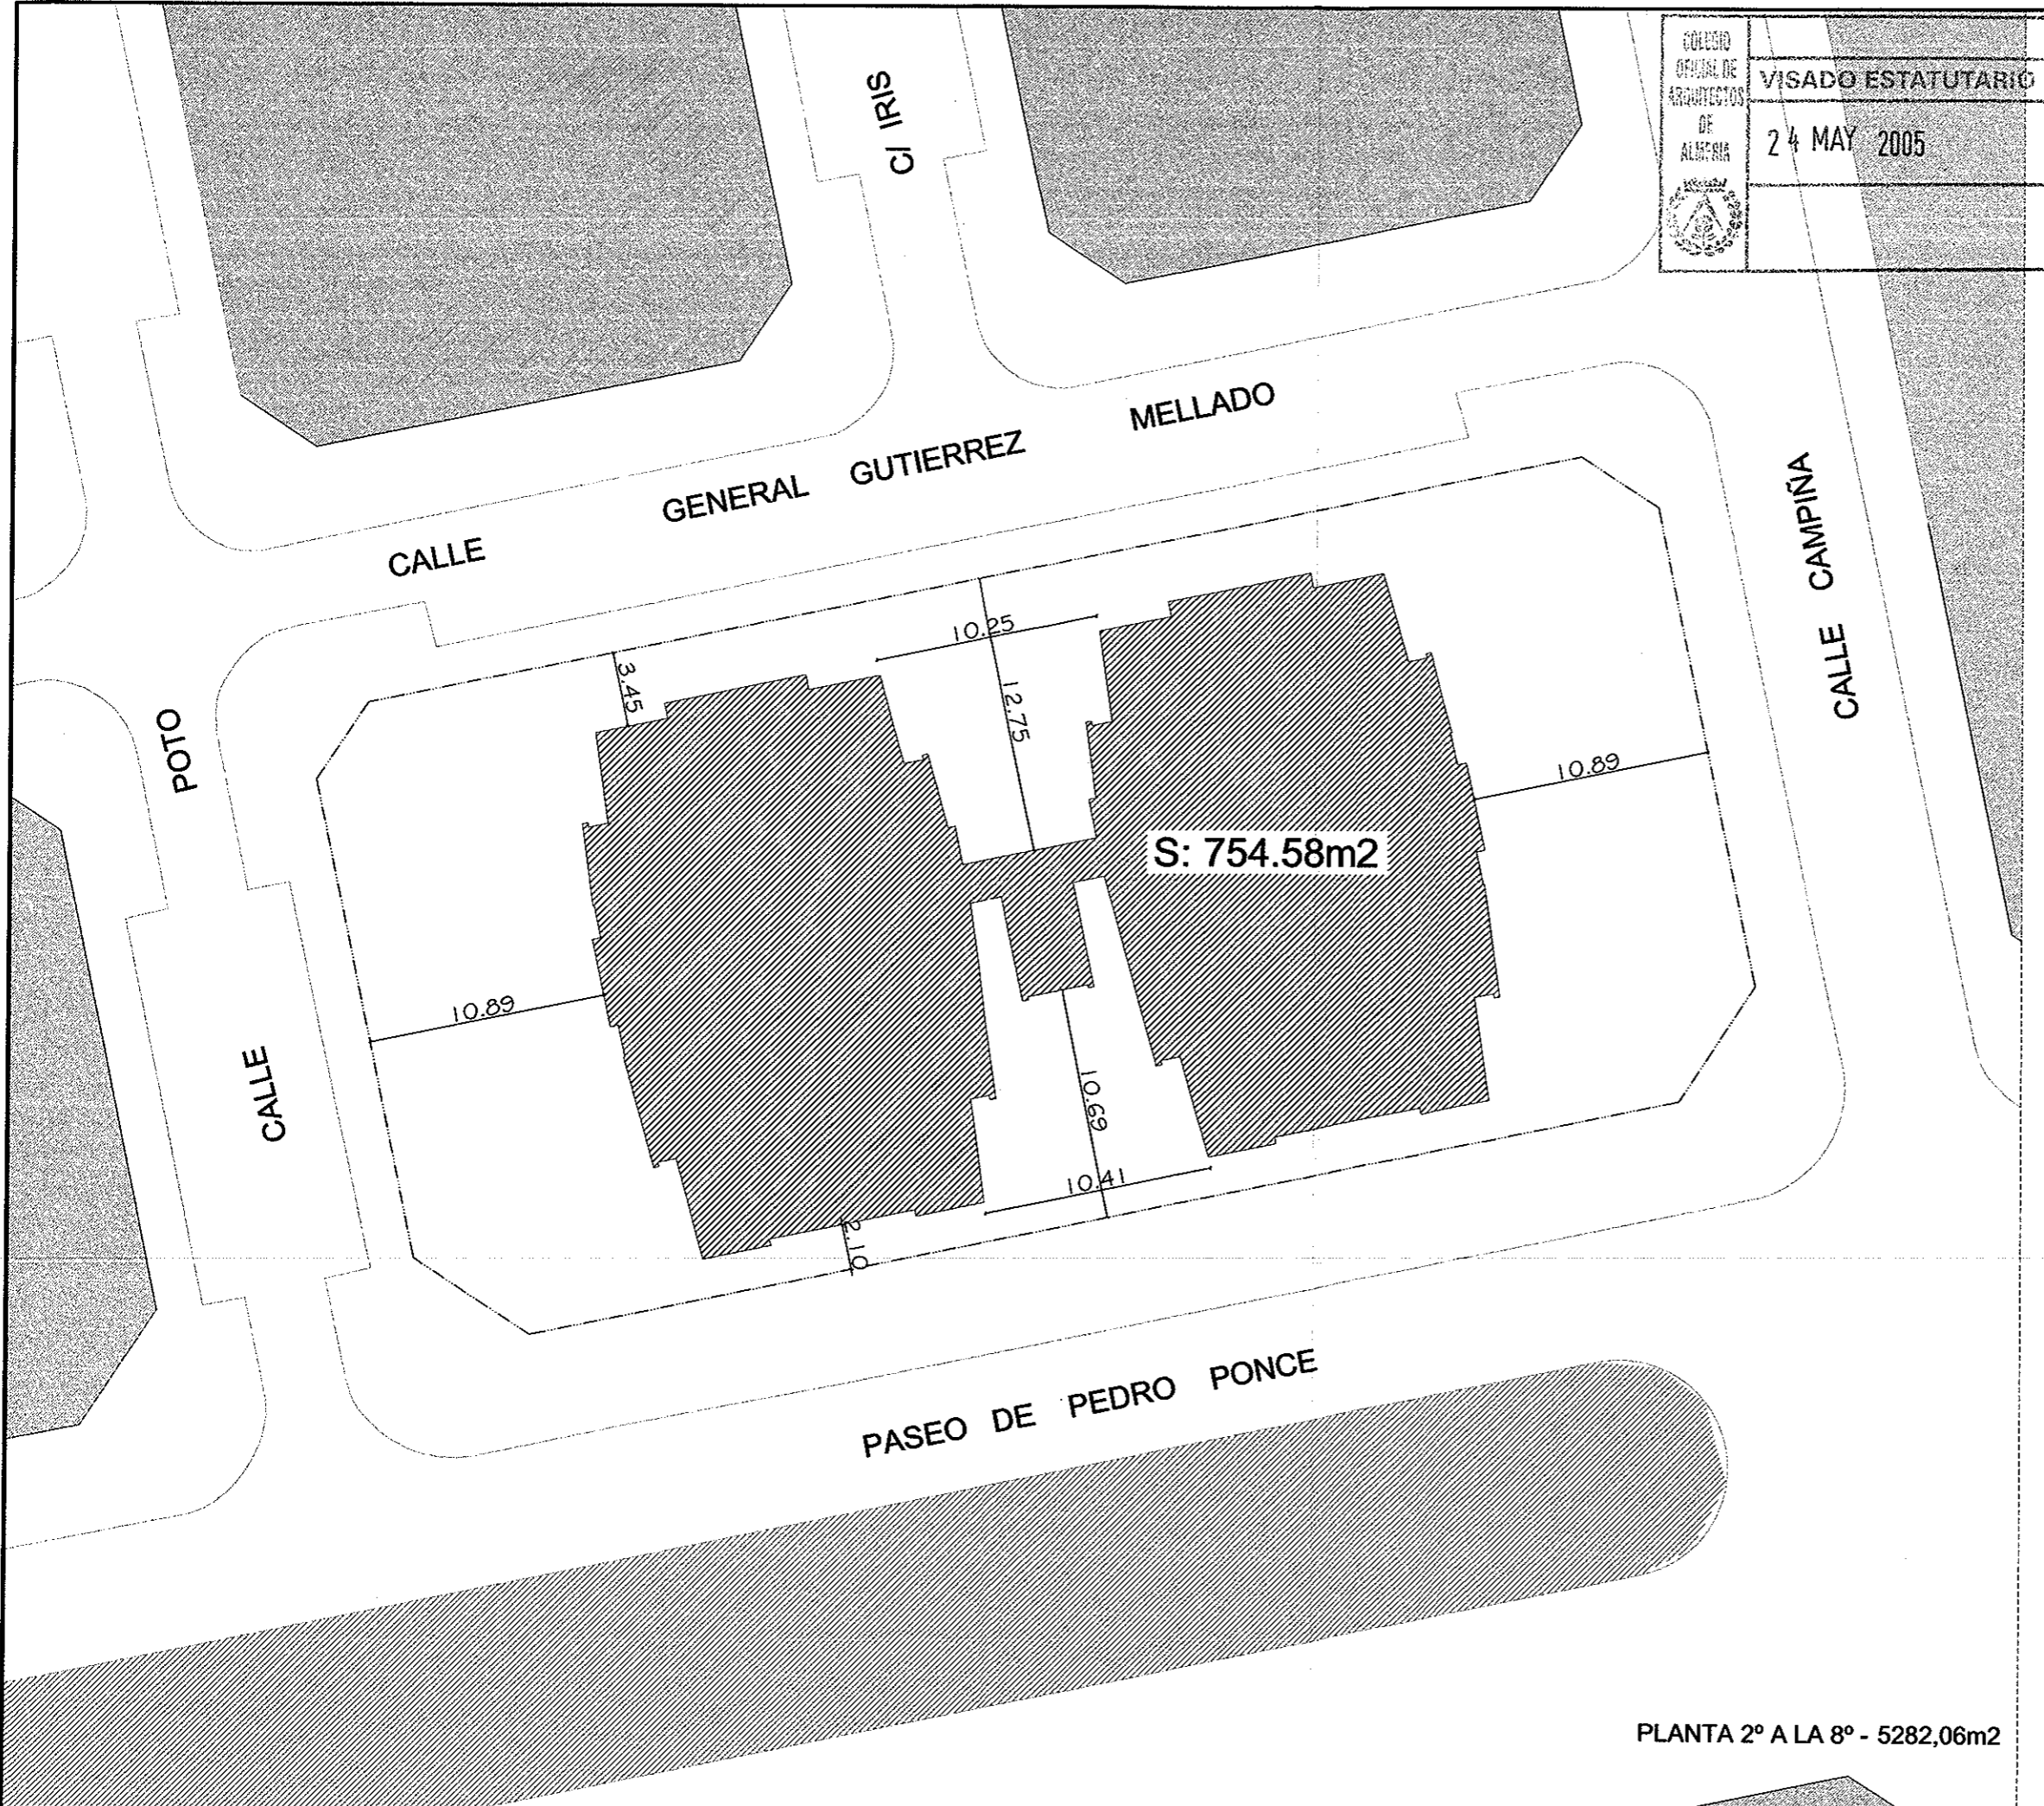 COLEGIO
OFICIAL DE
ARQUITECTOS
DE
ALMERIA
VISADO ESTATUTARIO
24 MAY 2005
C/ IRIS
CALLE GENERAL GUTIERREZ MELLADO
CALLE CAMPIÑA
CALLE POTO
10.25
3.45
12.75
10.89
S: 754.58m2
10.89
10.69
10.41
2.10
PASEO DE PEDRO PONCE
PLANTA 2º A LA 8º - 5282,06m2